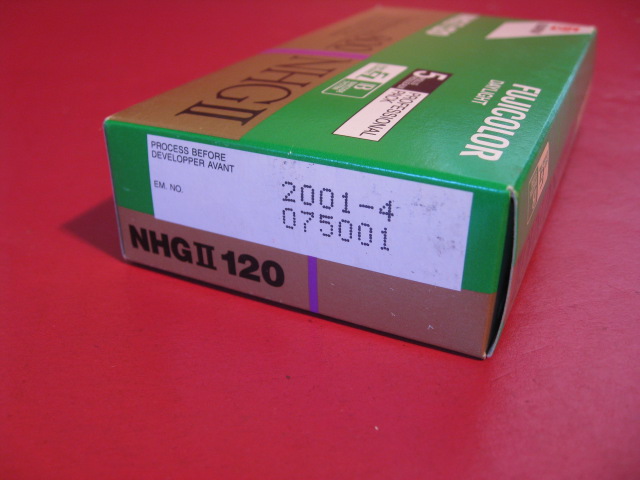 FUJICOLOR
DAYLIGHT
5
PROFESSIONAL
PACK
NHGII
PROCESS BEFORE
DEVELOPPER AVANT
EM. NO.
2001-4
075001
NHGII 120